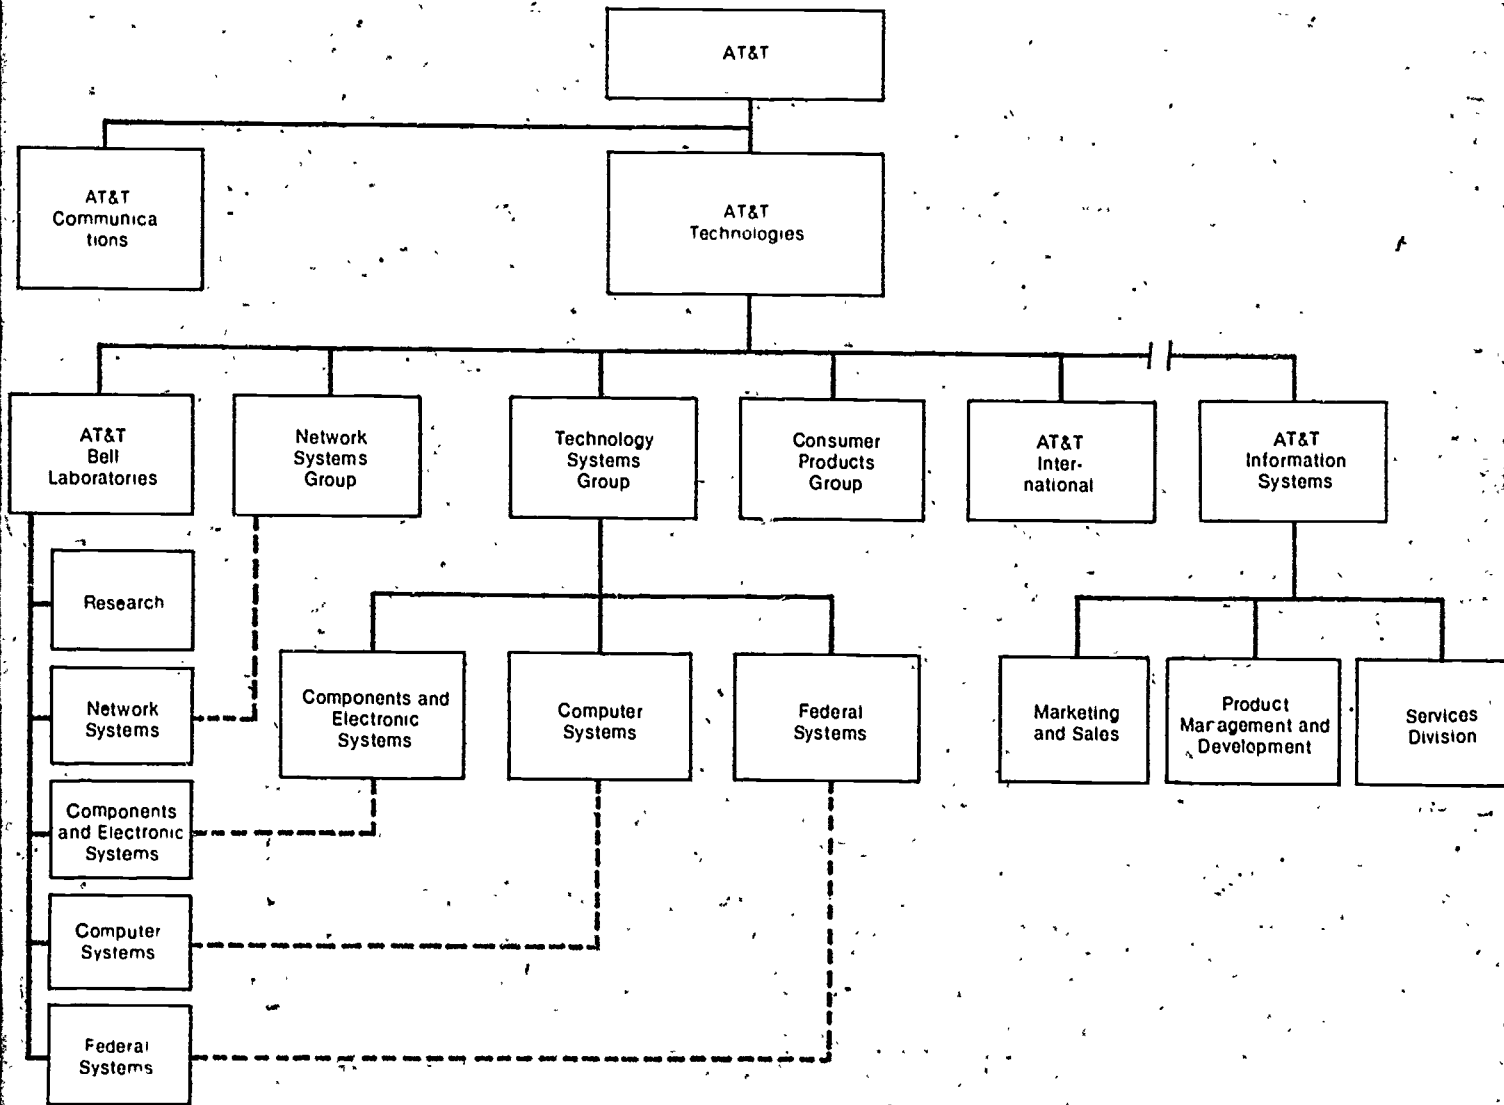 AT&T
AT&T
Communica
tions
AT&T
Technologies
AT&T
Bell
Laboratories
Network
Systems
Group
Technology
Systems
Group
Consumer
Products
Group
AT&T
Inter-
national
AT&T
Information
Systems
Research
Network
Systems
Components
and Electronic
Systems
Computer
Systems
Federal
Systems
Components and
Electronic
Systems
Computer
Systems
Federal
Systems
Marketing
and Sales
Product
Management and
Development
Services
Division